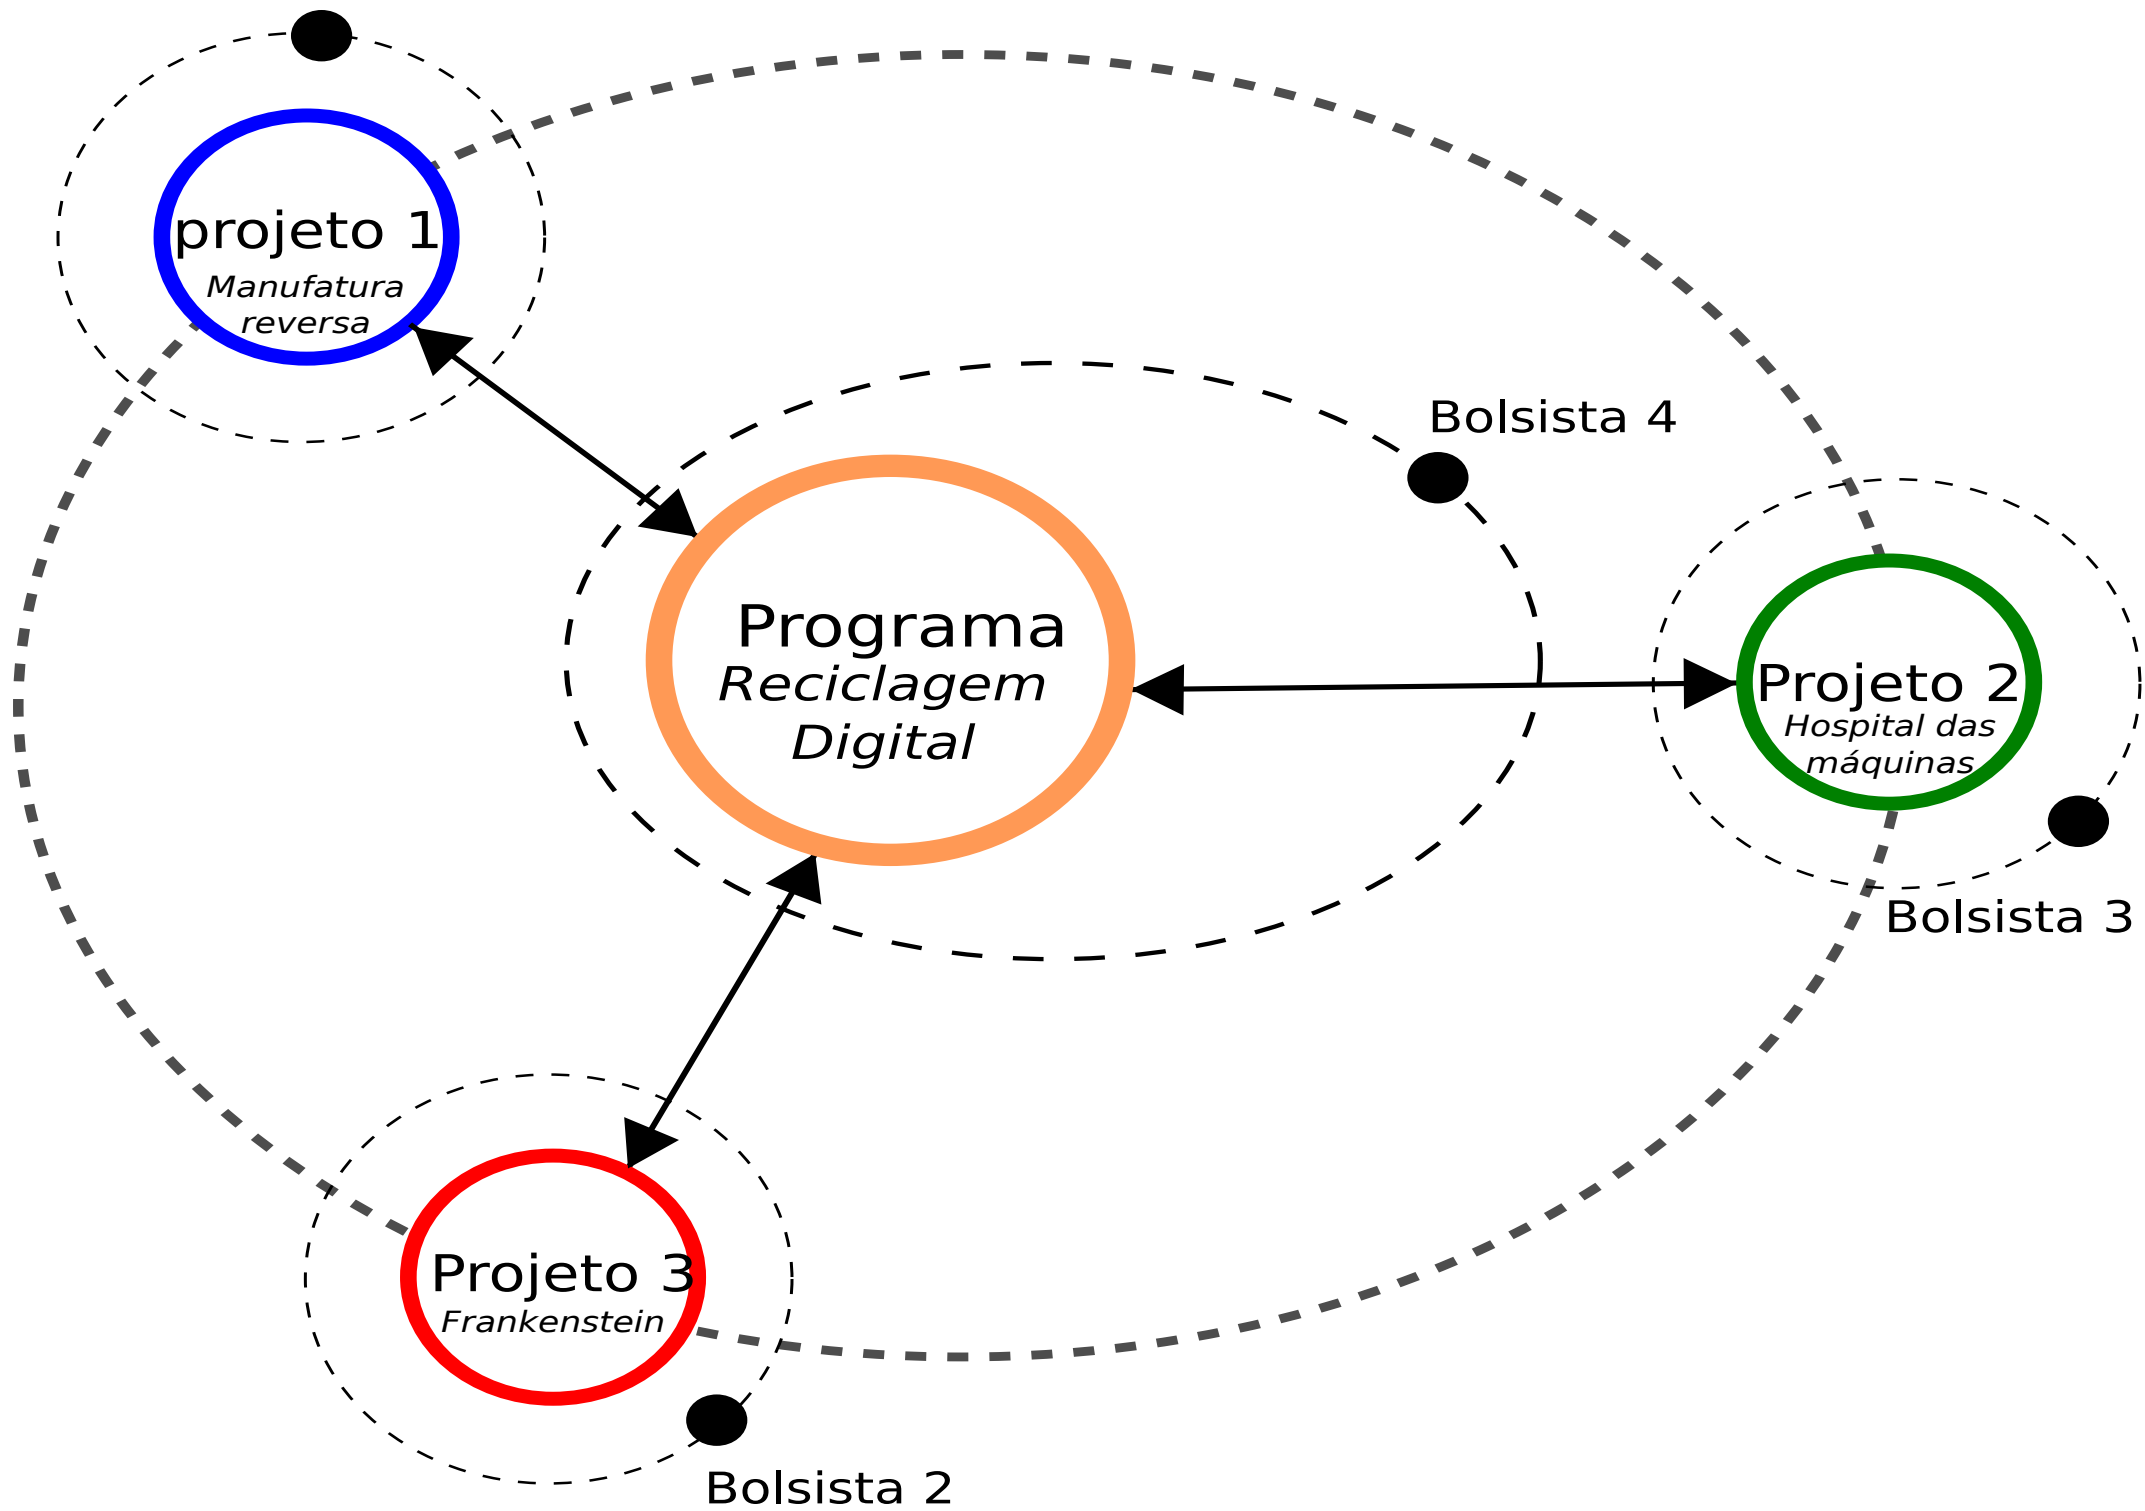 projeto 1
Manufatura
reversa
Bolsista 4
Programa
Reciclagem
Digital
Projeto 2
Hospital das
máquinas
Bolsista 3
Projeto 3
Frankenstein
Bolsista 2